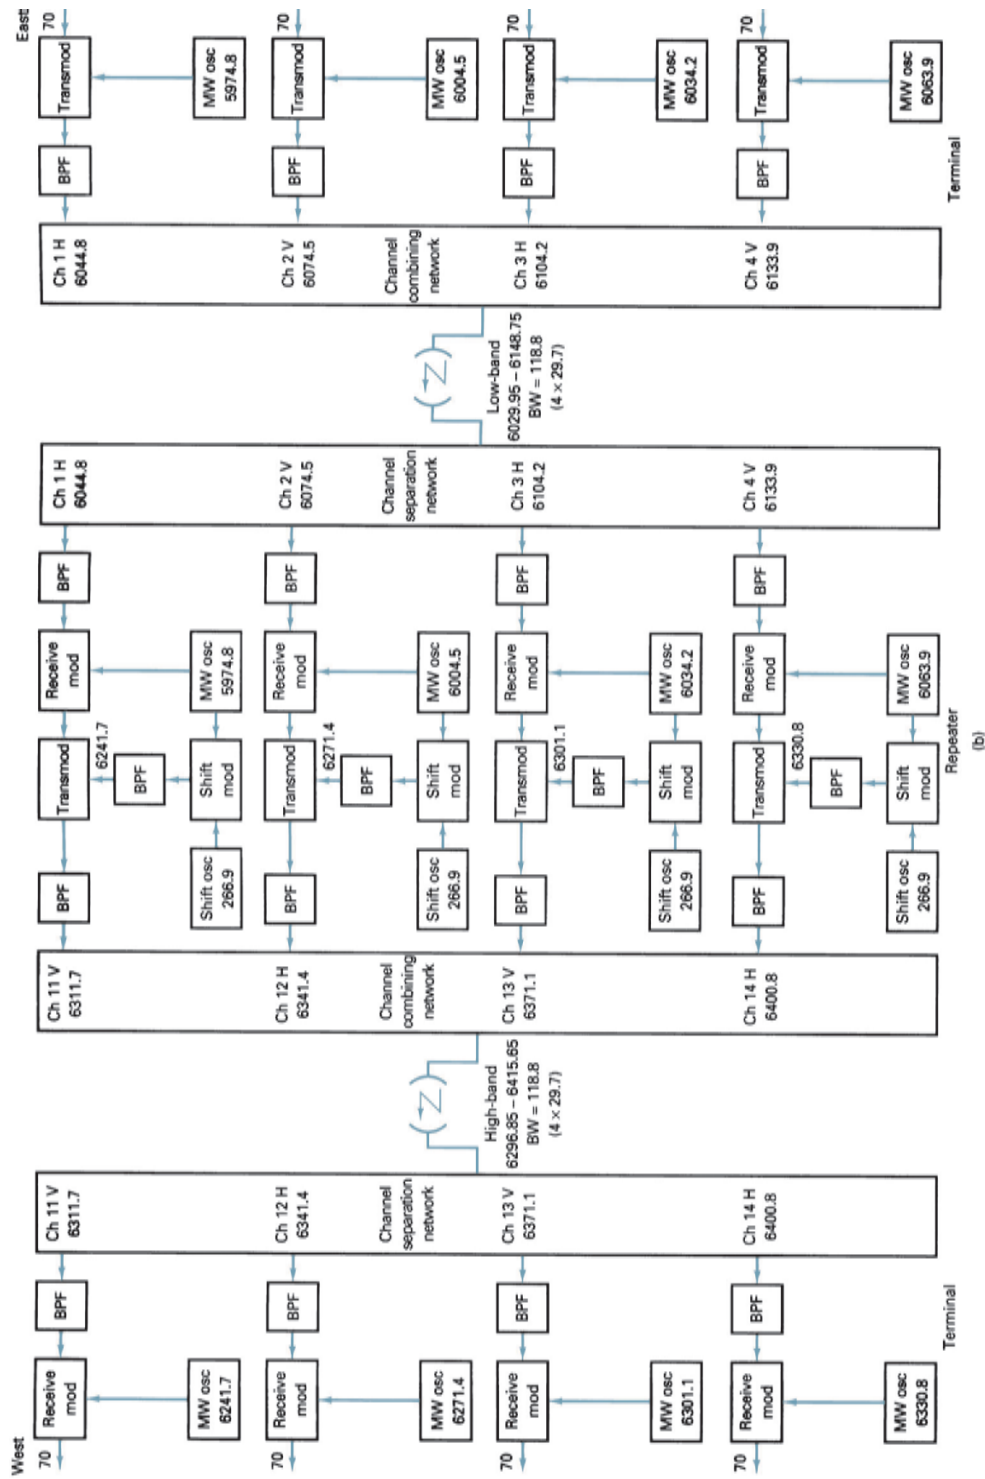 West
70
Receive
mod
BPF
MW osc
6241.7
70
Receive
mod
BPF
MW osc
6271.4
70
Receive
mod
BPF
MW osc
6301.1
70
Receive
mod
BPF
MW osc
6330.8
Terminal
Ch 11 V
6311.7
Ch 12 H
6341.4
Channel
separation
network
Ch 13 V
6371.1
Ch 14 H
6400.8
High-band
6296.85 – 6415.65
BW = 118.8
(4 × 29.7)
Ch 11 V
6311.7
Ch 12 H
6341.4
Channel
combining
network
Ch 13 V
6371.1
Ch 14 H
6400.8
BPF
Transmod
Receive
mod
BPF
6241.7
BPF
Shift osc
266.9
Shift
mod
MW osc
5974.8
BPF
Transmod
Receive
mod
BPF
6271.4
BPF
Shift osc
266.9
Shift
mod
MW osc
6004.5
BPF
Transmod
Receive
mod
BPF
6301.1
BPF
Shift osc
266.9
Shift
mod
MW osc
6034.2
BPF
Transmod
Receive
mod
BPF
6330.8
BPF
Shift osc
266.9
Shift
mod
MW osc
6063.9
Repeater
(b)
Ch 1 H
6044.8
Ch 2 V
6074.5
Channel
separation
network
Ch 3 H
6104.2
Ch 4 V
6133.9
Low-band
6029.95 – 6148.75
BW = 118.8
(4 × 29.7)
Ch 1 H
6044.8
Ch 2 V
6074.5
Channel
combining
network
Ch 3 H
6104.2
Ch 4 V
6133.9
East
BPF
Transmod
70
MW osc
5974.8
BPF
Transmod
70
MW osc
6004.5
BPF
Transmod
70
MW osc
6034.2
BPF
Transmod
70
MW osc
6063.9
Terminal